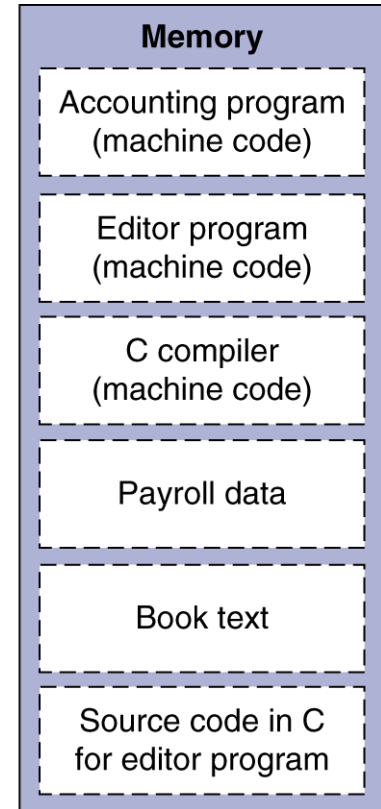 Memory
Accounting program
(machine code)
Editor program
(machine code)
C compiler
(machine code)
Payroll data
Book text
Source code in C
for editor program